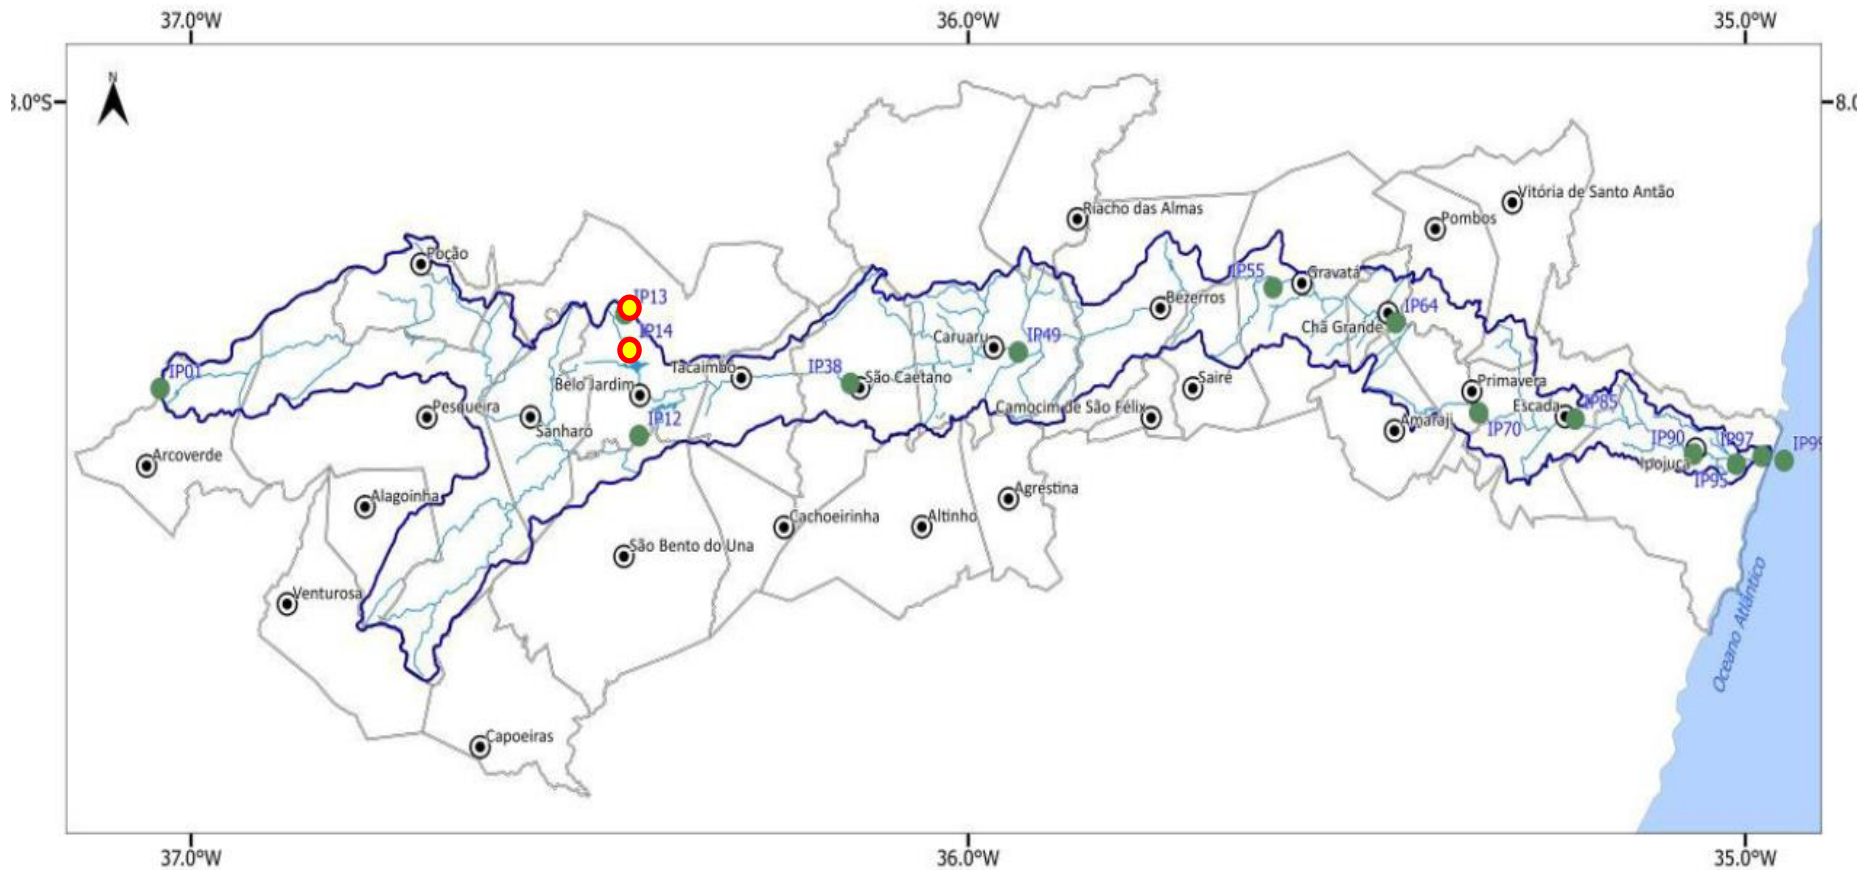 37.0°W
36.0°W
35.0°W
3.0°S
8.0
N
Vitória de Santo Antão
Riacho das Almas
Pombos
Poção
IP55
Gravatá
IP13
Bezerros
IP64
IP14
Chã Grande
Caruaru
IP49
Tacaimbó
IP38
São Caetano
IP01
Belo Jardim
Sairé
Primavera
Pesqueira
Sanharó
IP12
Camocim de São Félix
Amaraji
IP70
Escada
IP85
IP90
IP97
IP99
Ipojuca
IP95
Arcoverde
Alagoinha
Agrestina
Cachoeirinha
Altinho
São Bento do Una
Venturosa
Oceano Atlântico
Capoeiras
37.0°W
36.0°W
35.0°W